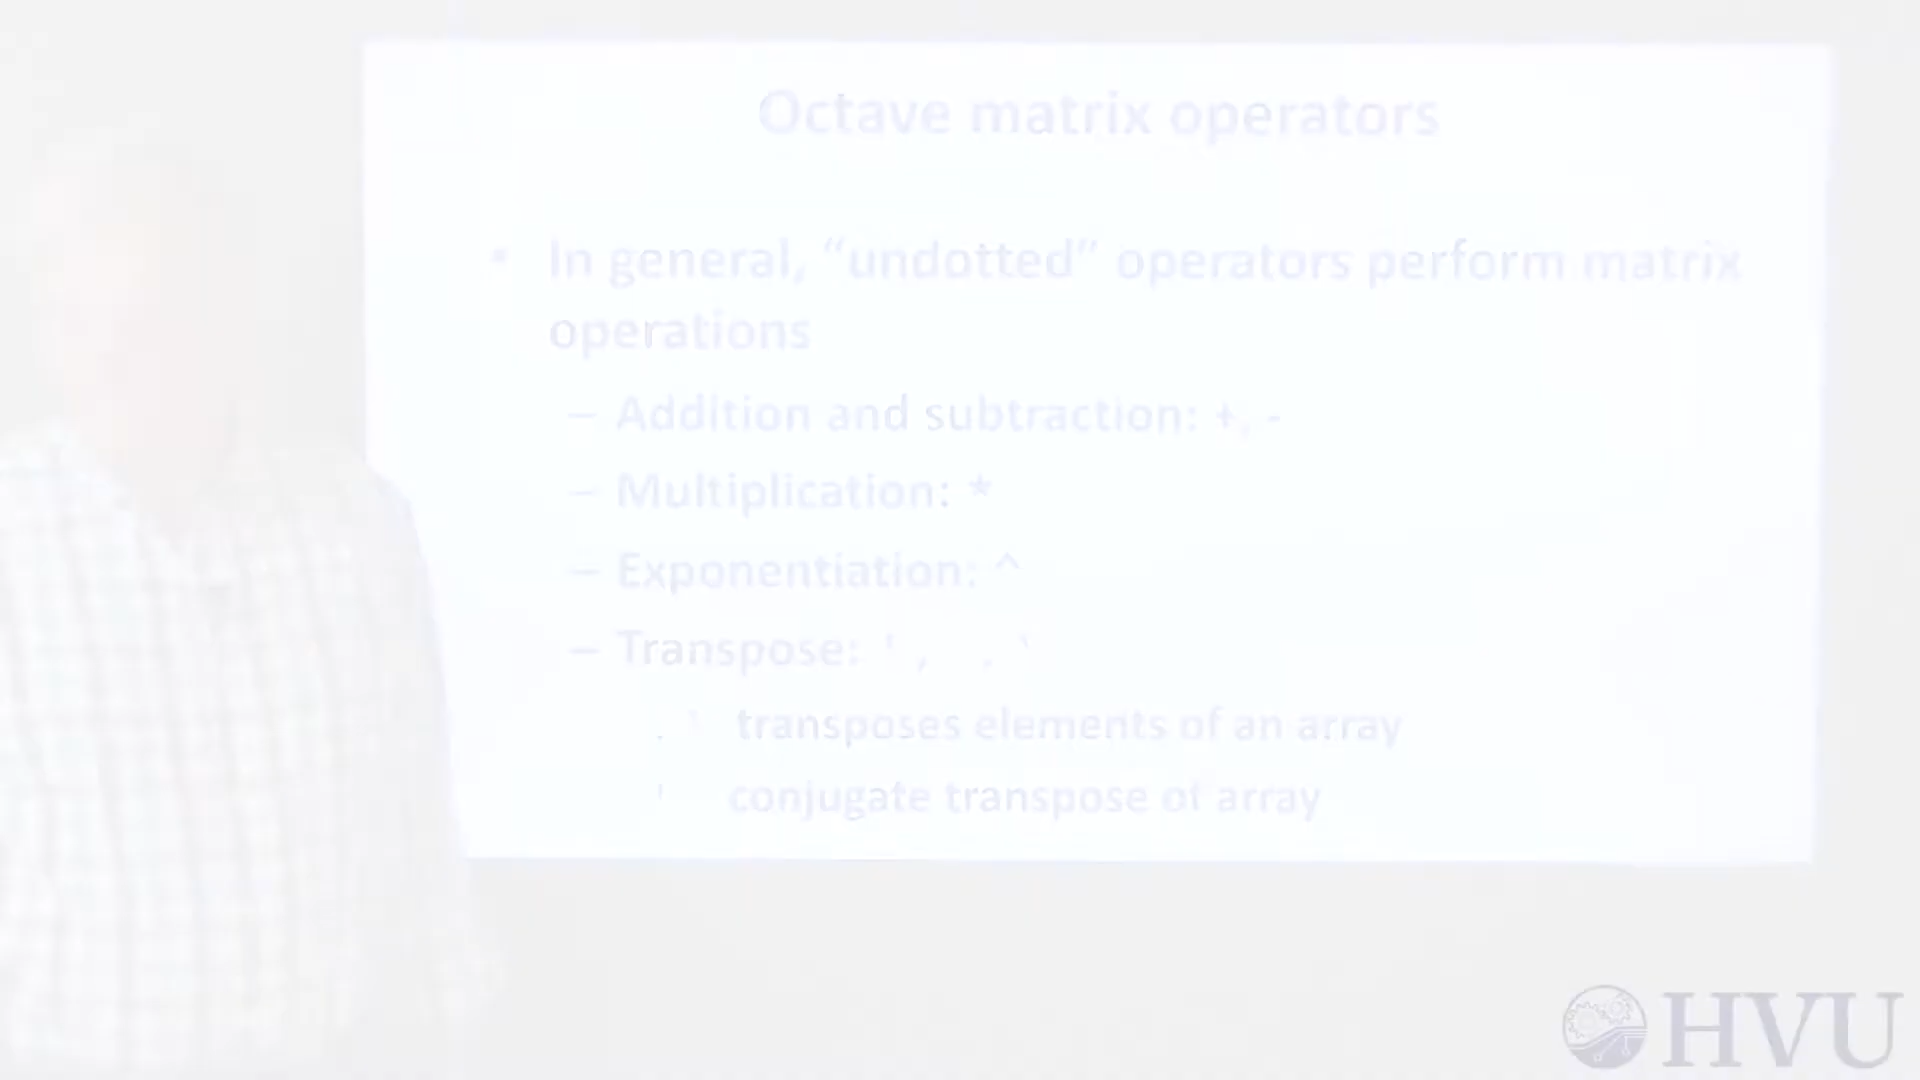 Octave matrix operators
• In general, “undotted” operators perform matrix
operations
– Addition and subtraction: +, -
– Multiplication: *
– Exponentiation: ^
– Transpose: ' , . '
. ' transposes elements of an array
' conjugate transpose of array
HVU